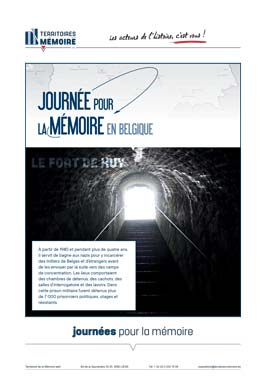 TERRITOIRES
MÉMOIRE
Les acteurs de l'histoire, c'est vous !
JOURNÉE POUR
LA MÉMOIRE EN BELGIQUE
LE FORT DE HUY
À partir de 1940 et pendant plus de quatre ans,
il servit de bagne aux nazis pour y incarcérer
des milliers de Belges et d'étrangers avant
de les envoyer par la suite vers des camps
de concentration. Les lieux comportaient
des chambres de détenus, des cachots, des
salles d'interrogatoire et des lavoirs. Dans
cette prison militaire furent détenus plus
de 7 000 prisonniers politiques, otages et
résistants.
journées pour la mémoire
Territoires de la Mémoire asbl